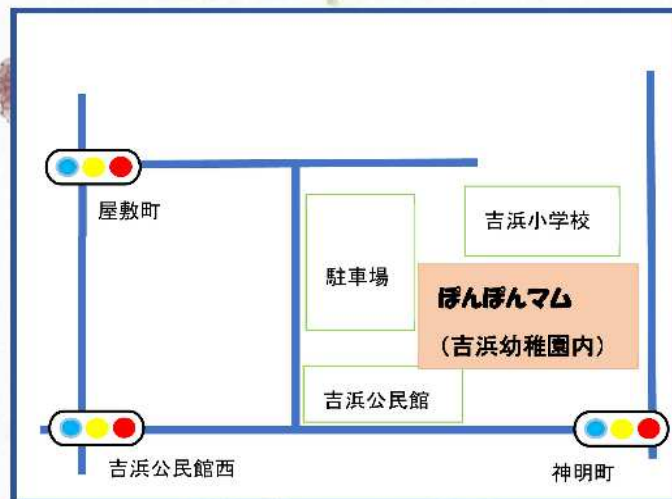 屋敷町
吉浜小学校
駐車場
ぽんぽんマム
(吉浜幼稚園内)
吉浜公民館
吉浜公民館西
神明町